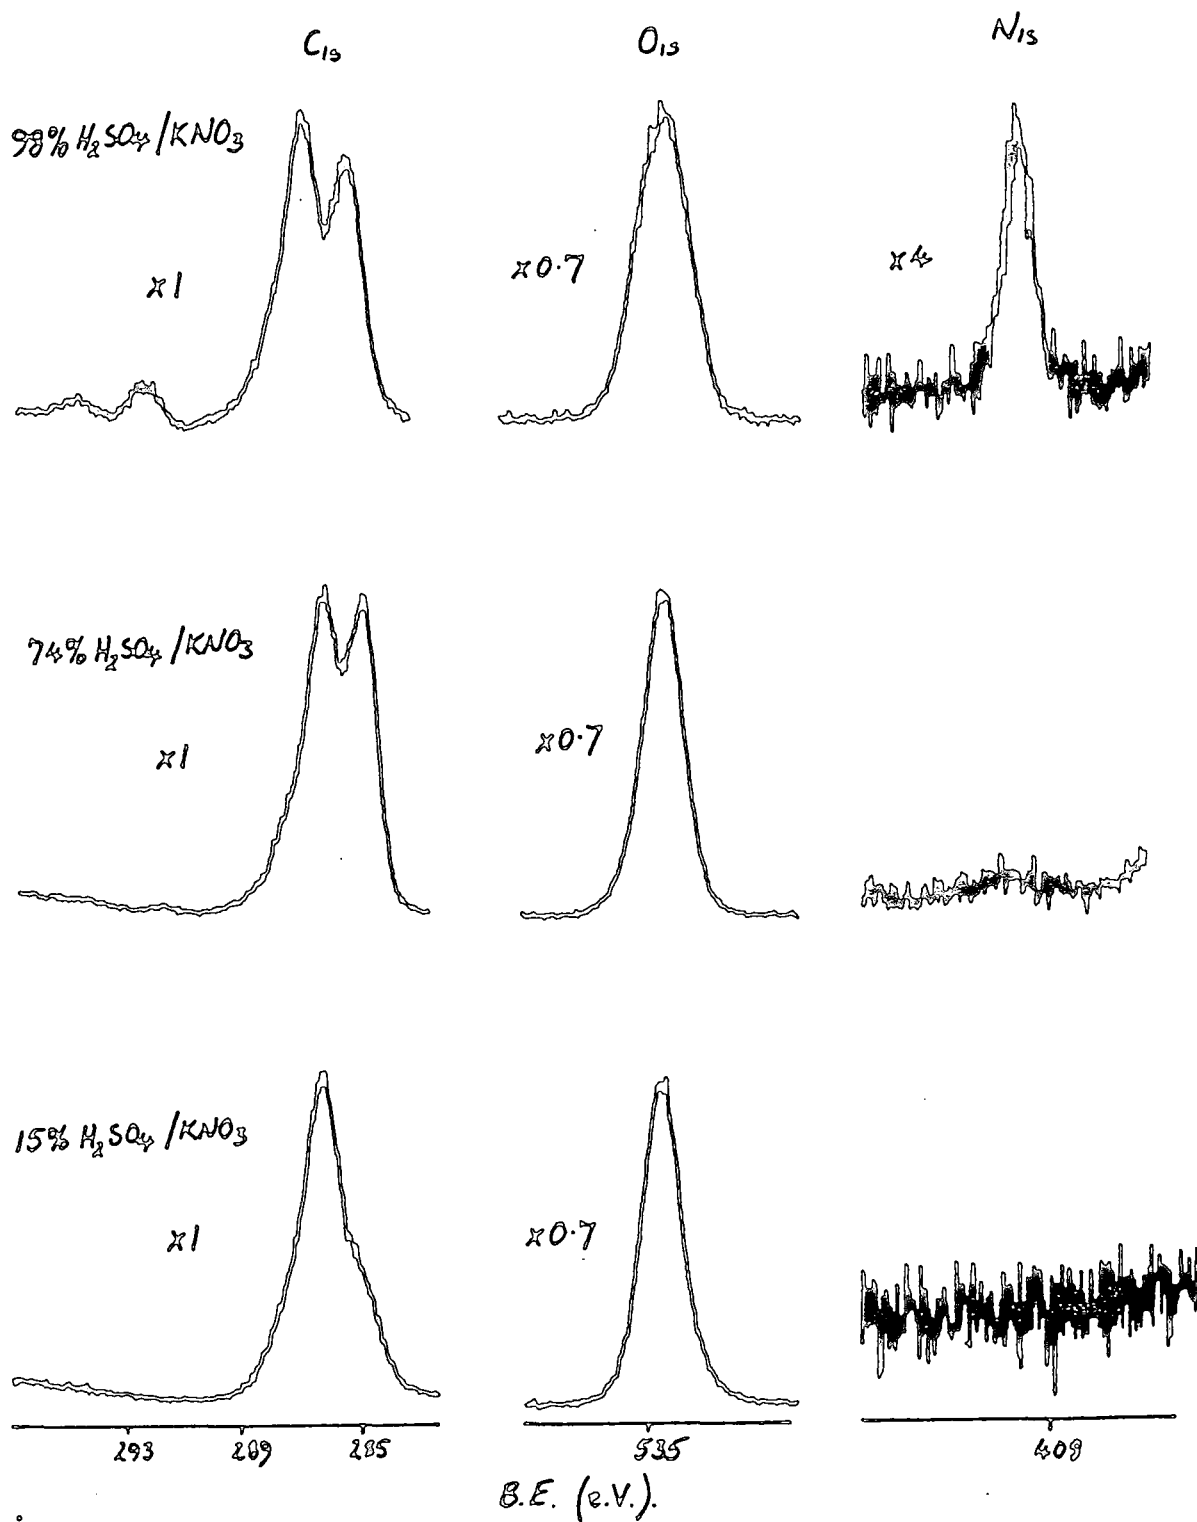 C1s O1s N1s
98% H2SO4/KNO3
x1 x0.7 x4
74% H2SO4/KNO3
x1 x0.7
15% H2SO4/KNO3
x1 x0.7
293 289 285 535 408
B.E. (e.V.).